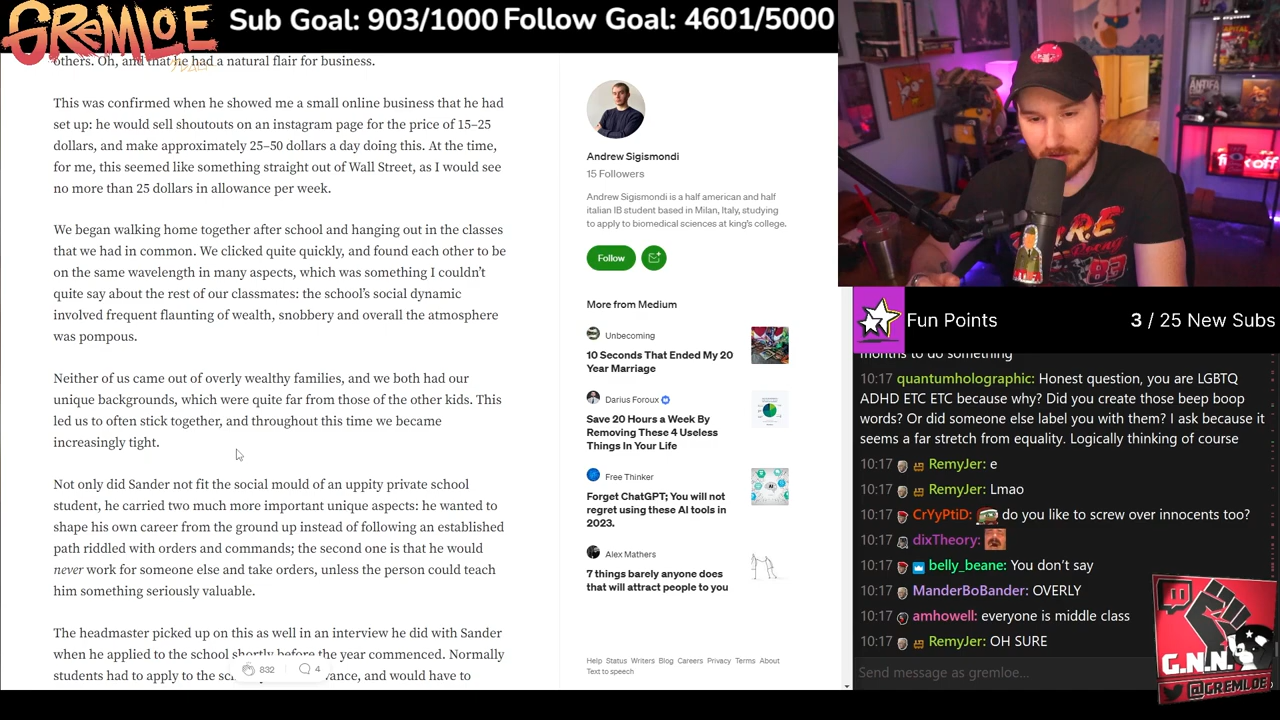 GREMLOE
Sub Goal: 903/1000 Follow Goal: 4601/5000
others. Oh, and that he had a natural flair for business.
This was confirmed when he showed me a small online business that he had
set up: he would sell shoutouts on an instagram page for the price of 15–25
dollars, and make approximately 25–50 dollars a day doing this. At the time,
for me, this seemed like something straight out of Wall Street, as I would see
no more than 25 dollars in allowance per week.
We began walking home together after school and hanging out in the classes
that we had in common. We clicked quite quickly, and found each other to be
on the same wavelength in many aspects, which was something I couldn't
quite say about the rest of our classmates: the school's social dynamic
involved frequent flaunting of wealth, snobbery and overall the atmosphere
was pompous.
Neither of us came out of overly wealthy families, and we both had our
unique backgrounds, which were quite far from those of the other kids. This
led us to often stick together, and throughout this time we became
increasingly tight.
Not only did Sander not fit the social mould of an uppity private school
student, he carried two much more important unique aspects: he wanted to
shape his own career from the ground up instead of following an established
path riddled with orders and commands; the second one is that he would
never work for someone else and take orders, unless the person could teach
him something seriously valuable.
The headmaster picked up on this as well in an interview he did with Sander
when he applied to the school shortly before the year commenced. Normally
students had to apply to the and would have to
832 4
Andrew Sigismondi
15 Followers
Andrew Sigismondi is a half american and half
italian IB student based in Milan, Italy, studying
to apply to biomedical sciences at king's college.
Follow
More from Medium
Unbecoming
10 Seconds That Ended My 20
Year Marriage
Darius Foroux
Save 20 Hours a Week By
Removing These 4 Useless
Things In Your Life
Free Thinker
Forget ChatGPT; You will not
regret using these AI tools in
2023.
Alex Mathers
7 things barely anyone does
that will attract people to you
Help Status Writers Blog Careers Privacy Terms About
Text to speech
Fun Points 3 / 25 New Subs
months to do something
10:17 quantumholographic: Honest question, you are LGBTQ
ADHD ETC ETC because why? Did you create those beep boop
words? Or did someone else label you with them? I ask because it
seems a far stretch from equality. Logically thinking of course
10:17 RemyJer: e
10:17 RemyJer: Lmao
10:17 CrYyPtiD: do you like to screw over innocents too?
10:17 dixTheory:
10:17 belly_beane: You don't say
10:17 ManderBoBander: OVERLY
10:17 amhowell: everyone is middle class
10:17 RemyJer: OH SURE
Send message as gremloe...
G.N.N.
@GREMLOE